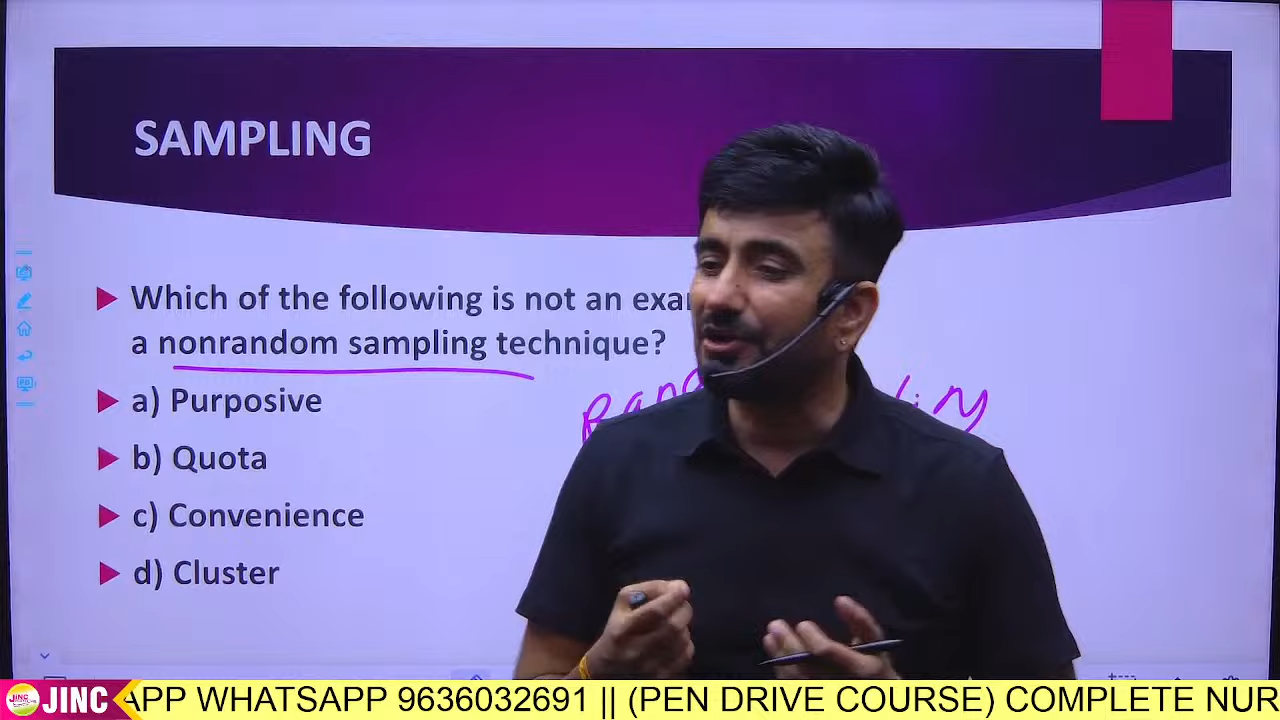 SAMPLING
Which of the following is not an exa
a nonrandom sampling technique?
a) Purposive
b) Quota
c) Convenience
d) Cluster
JINC APP WHATSAPP 9636032691 || (PEN DRIVE COURSE) COMPLETE NUR